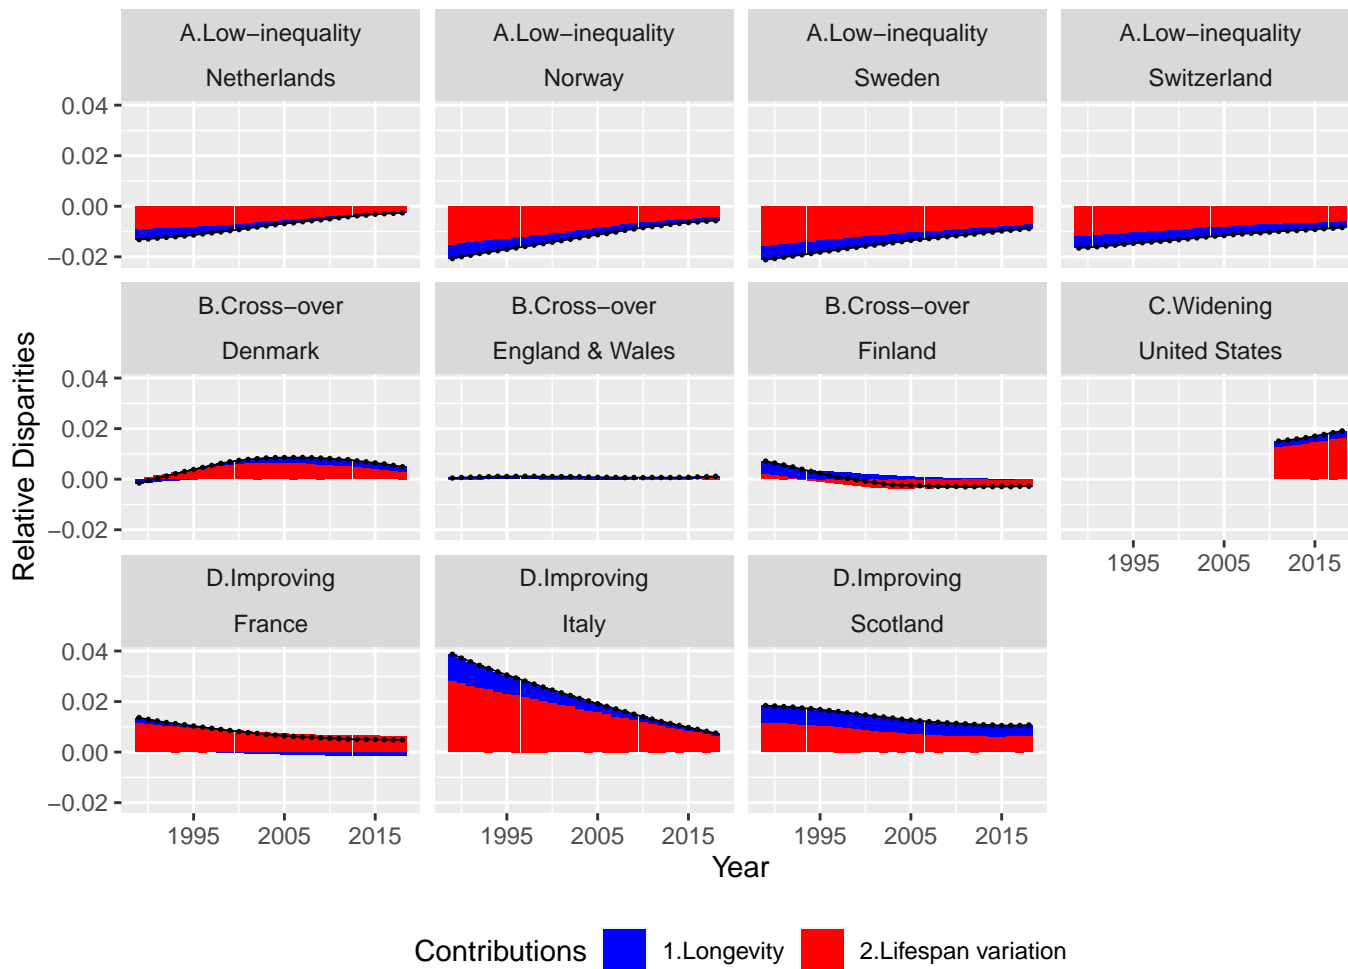 A.Low−inequality
Netherlands
A.Low−inequality
Norway
A.Low−inequality
Sweden
A.Low−inequality
Switzerland
0.04
0.02
0.00
−0.02
B.Cross−over
Denmark
B.Cross−over
England & Wales
B.Cross−over
Finland
C.Widening
United States
0.04
0.02
0.00
−0.02
1995 2005 2015
D.Improving
France
D.Improving
Italy
D.Improving
Scotland
0.04
0.02
0.00
−0.02
1995 2005 2015
1995 2005 2015
1995 2005 2015
Relative Disparities
Year
Contributions 1.Longevity 2.Lifespan variation